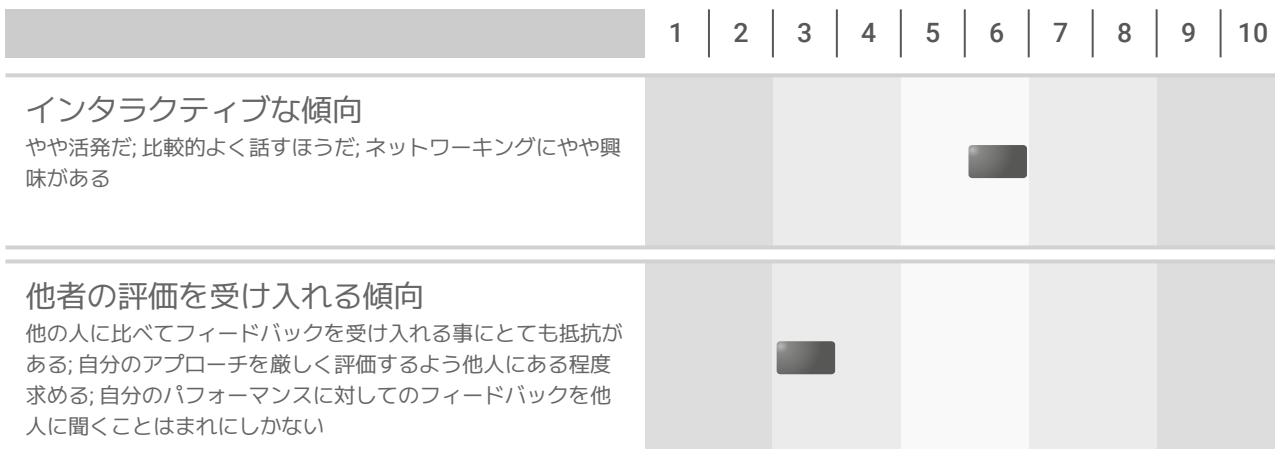 1 2 3 4 5 6 7 8 9 10
インタラクティブな傾向
やや活発だ; 比較的よく話すほうだ; ネットワーキングにやや興
味がある
他者の評価を受け入れる傾向
他の人に比べてフィードバックを受け入れる事にとても抵抗が
ある; 自分のアプローチを厳しく評価するよう他人にある程度
求める; 自分のパフォーマンスに対してのフィードバックを他
人に聞くことはまれにしかない